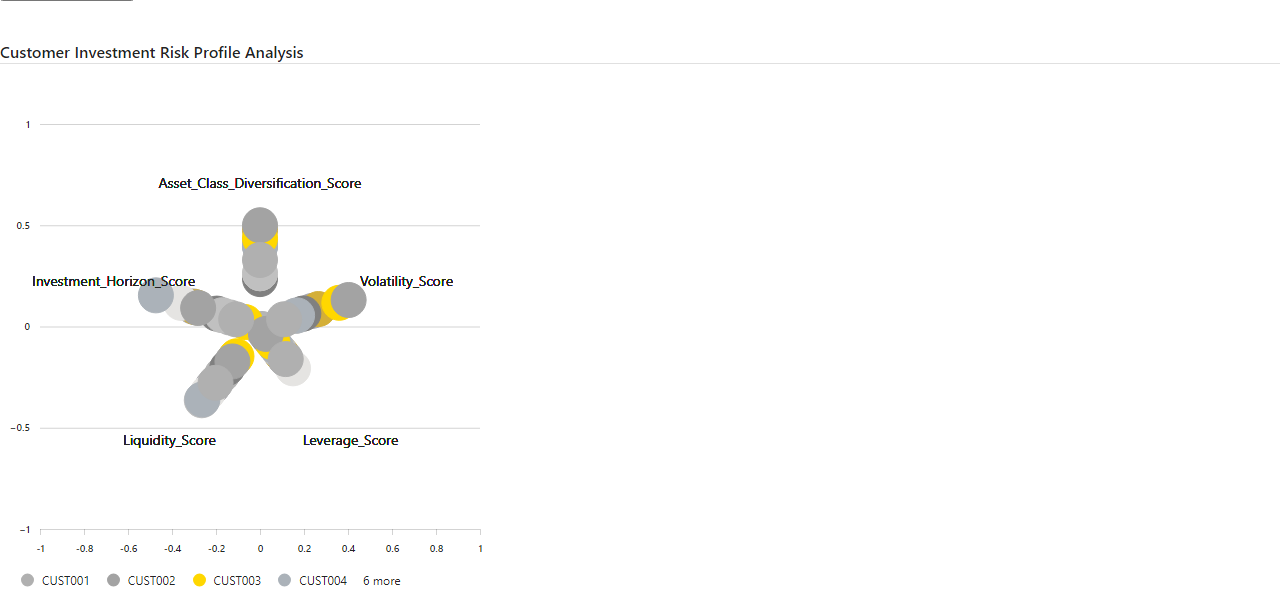 Customer Investment Risk Profile Analysis
1
Asset_Class_Diversification_Score
0.5
Investment_Horizon_Score
Volatility_Score
0
−0.5
Liquidity_Score
Leverage_Score
−1
-1 -0.8 -0.6 -0.4 -0.2 0 0.2 0.4 0.6 0.8 1
CUST001 CUST002 CUST003 CUST004 6 more